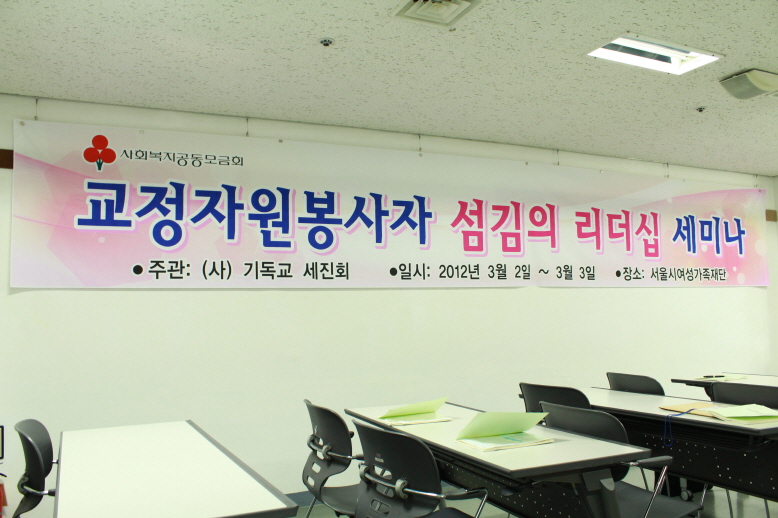 사회복지공동모금회
교정자원봉사자 섬김의 리더십 세미나
●주관: (사) 기독교 세진회 ●일시: 2012년 3월 2일 ~ 3월 3일 ●장소: 서울시여성가족재단